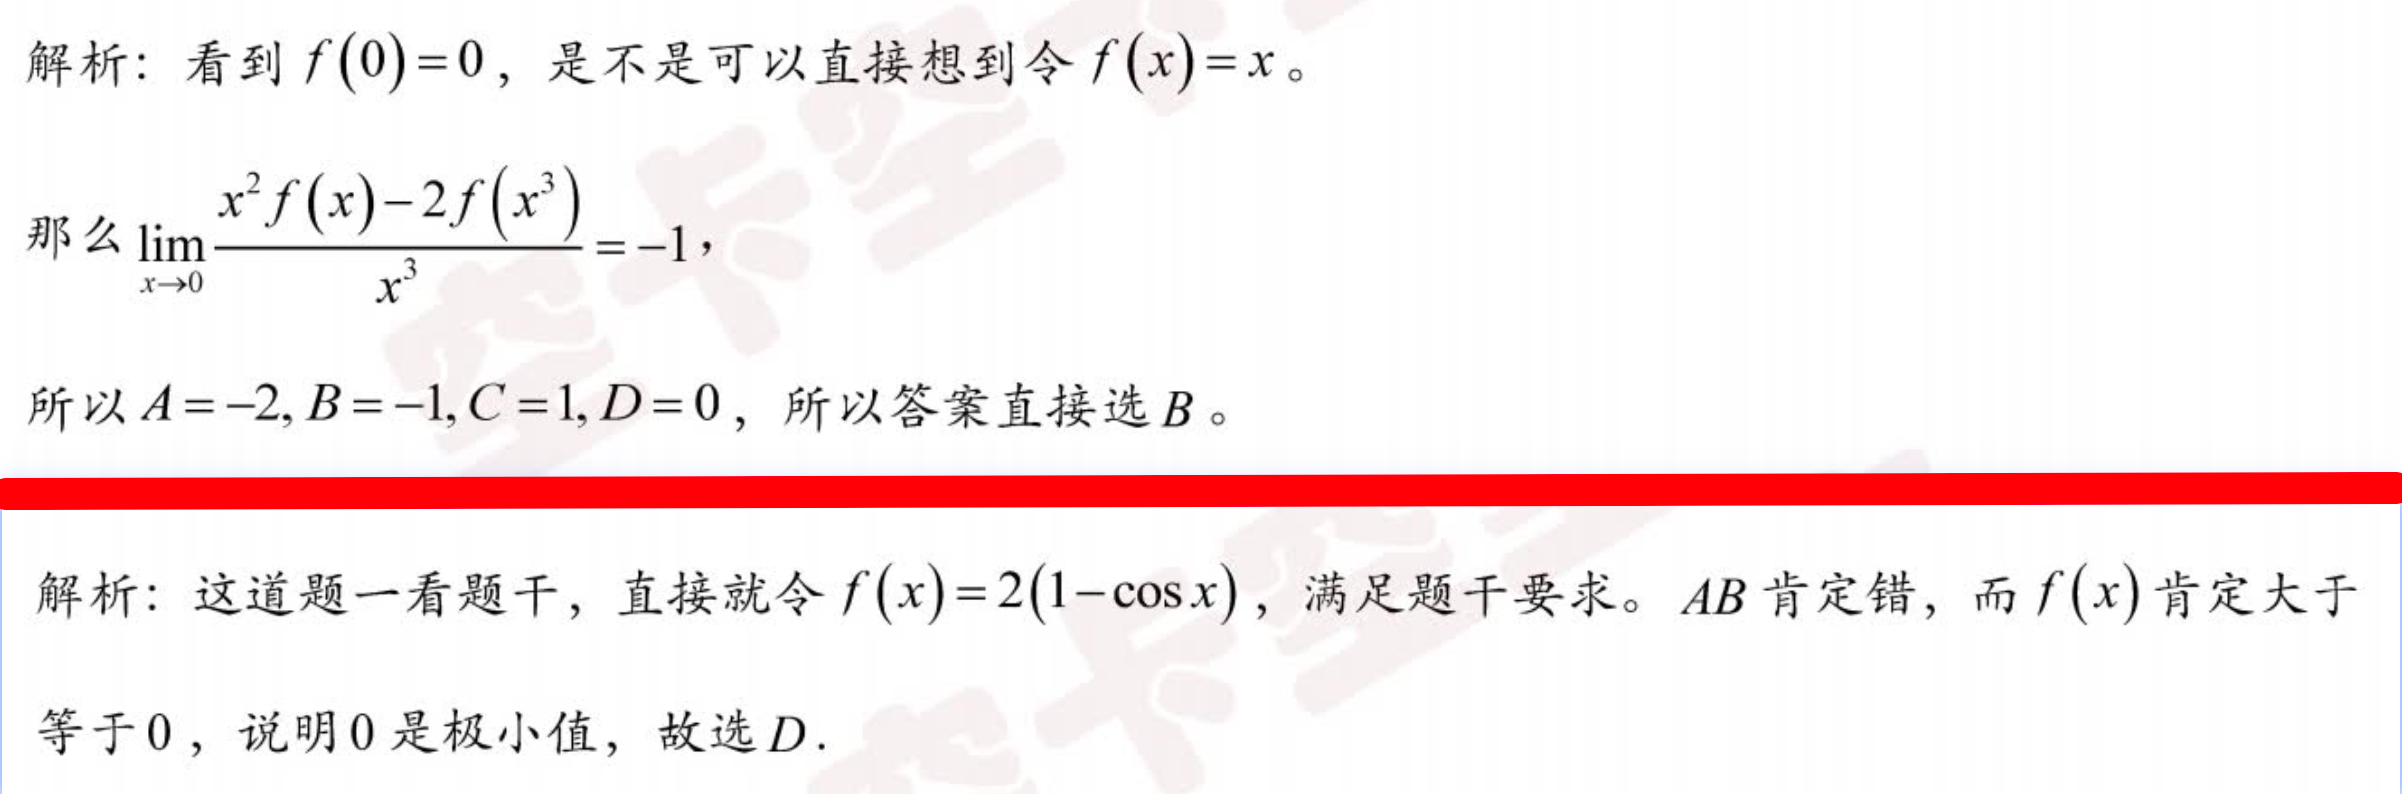 解析：看到 f(0)=0，是不是可以直接想到令 f(x)=x。
那么 lim_{x→0} \frac{x^2 f(x)-2f(x^3)}{x^3} = -1，
所以 A=-2, B=-1, C=1, D=0，所以答案直接选 B。
解析：这道题一看题干，直接就令 f(x)=2(1-cos x)，满足题干要求。AB 肯定错，而 f(x) 肯定大于
等于 0，说明 0 是极小值，故选 D.